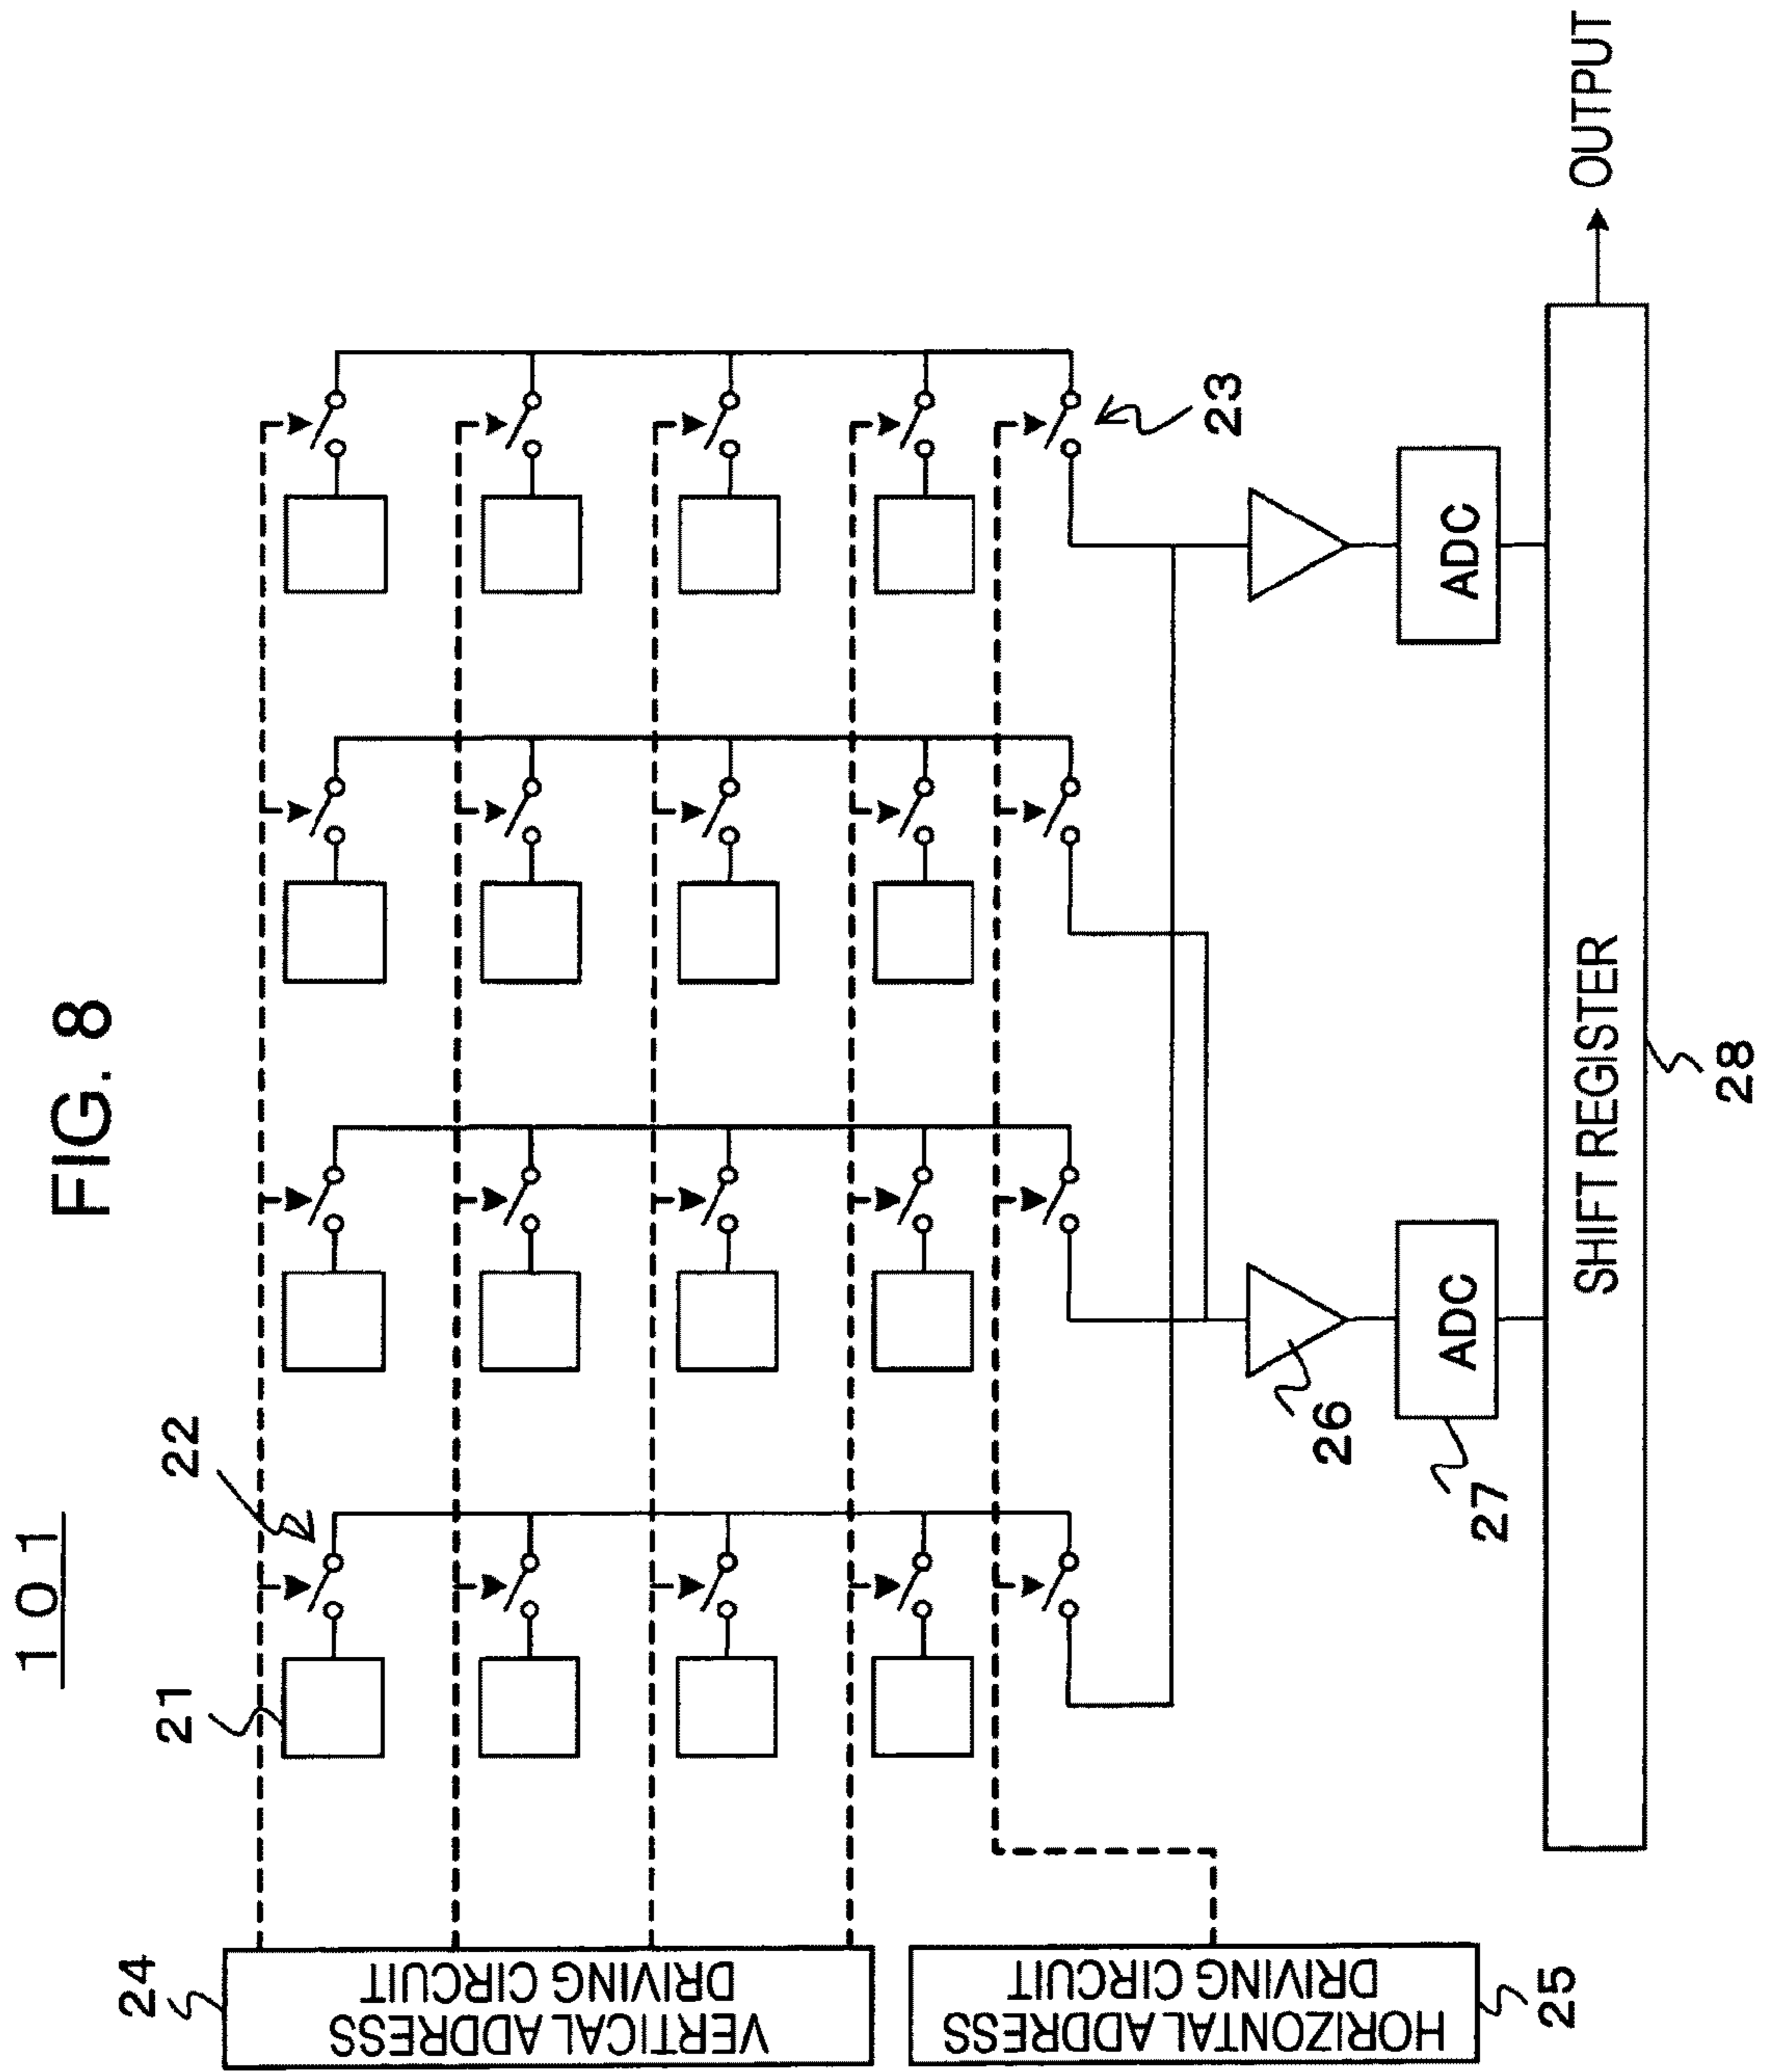 FIG. 8
101
24
VERTICAL ADDRESS
DRIVING CIRCUIT
21
22
23
25
HORIZONTAL ADDRESS
DRIVING CIRCUIT
26
27
ADC
ADC
SHIFT REGISTER
28
OUTPUT